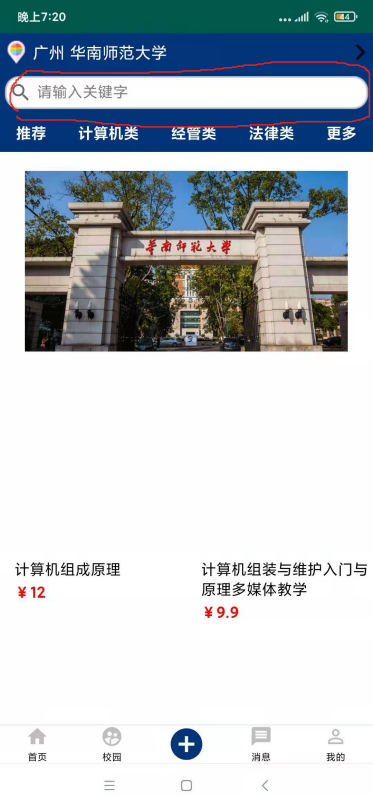 晚上7:20
4
广州 华南师范大学
请输入关键字
推荐 计算机类 经管类 法律类 更多
华南师范大学
计算机组成原理
¥12
计算机组装与维护入门与
原理多媒体教学
¥9.9
首页 校园 消息 我的